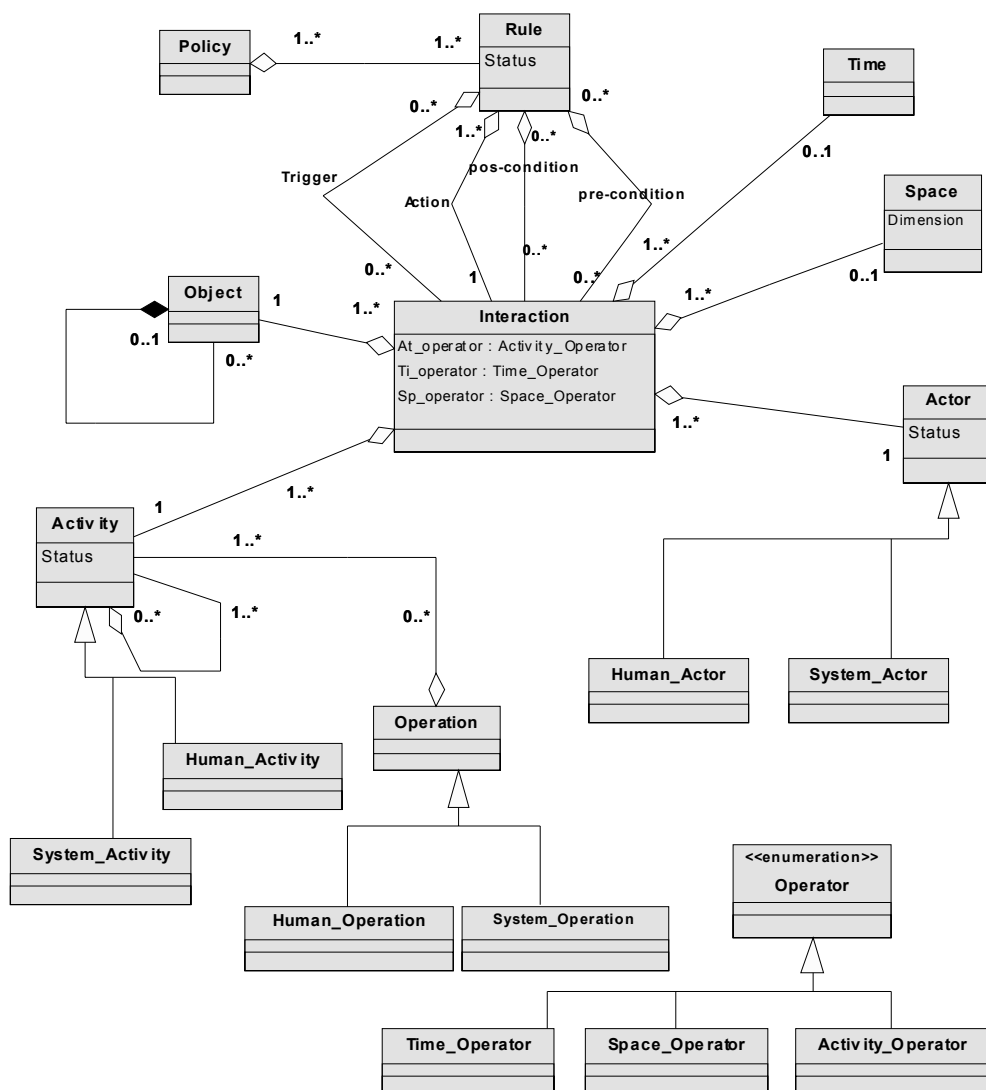 Policy
1..*
1..*
Rule
Status
Time
0..*
1..*
0..*
0..*
0..1
Trigger
pos-condition
Action
pre-condition
Space
Dimension
1..*
0..*
0..*
1
0..*
1..*
0..1
Object
1
1..*
0..1
0..*
Interaction
At_operator : Activity_Operator
Ti_operator : Time_Operator
Sp_operator : Space_Operator
1..*
Actor
Status
1
1..*
1
Activity
Status
1..*
0..*
1..*
0..*
Human_Actor
System_Actor
Operation
Human_Activity
System_Activity
<<enumeration>>
Operator
Human_Operation
System_Operation
Time_Operator
Space_Operator
Activity_Operator